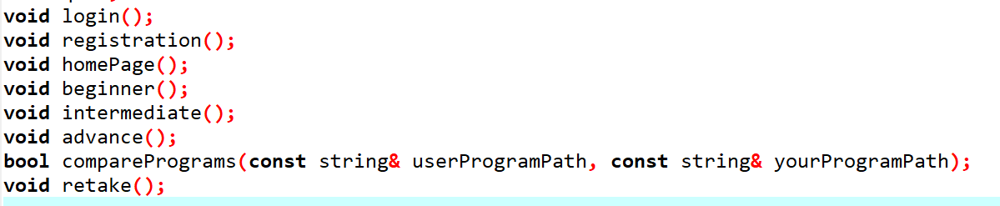 void login();
void registration();
void homePage();
void beginner();
void intermediate();
void advance();
bool comparePrograms(const string& userProgramPath, const string& yourProgramPath);
void retake();